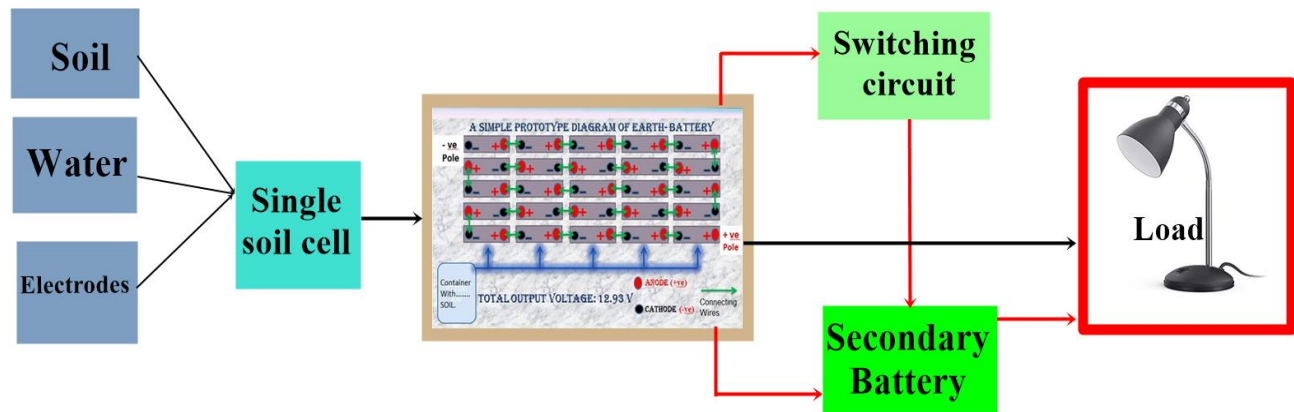 Soil
Water
Electrodes
Single
soil cell
A SIMPLE PROTOTYPE DIAGRAM OF EARTH- BATTERY
- ve
Pole
+ ve
Pole
Container
With........
SOIL.
TOTAL OUTPUT VOLTAGE: 12.93 V
ANODE (+ve)
CATHODE (-ve)
Connecting
Wires
Switching
circuit
Secondary
Battery
Load